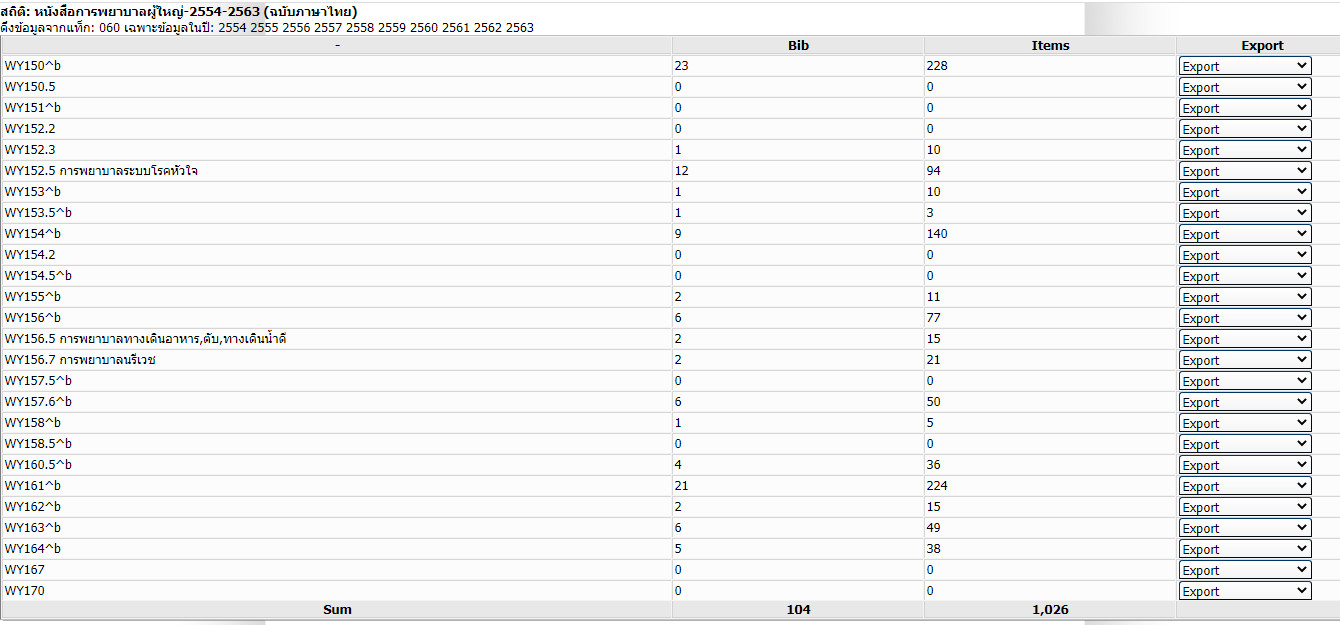 สถิติ: หนังสือการพยาบาลผู้ใหญ่-2554-2563 (ฉบับภาษาไทย)
ดึงข้อมูลจากแท็ก: 060 เฉพาะข้อมูลในปี: 2554 2555 2556 2557 2558 2559 2560 2561 2562 2563
- Bib Items Export
WY150^b 23 228 Export
WY150.5 0 0 Export
WY151^b 0 0 Export
WY152.2 0 0 Export
WY152.3 1 10 Export
WY152.5 การพยาบาลระบบโรคหัวใจ 12 94 Export
WY153^b 1 10 Export
WY153.5^b 1 3 Export
WY154^b 9 140 Export
WY154.2 0 0 Export
WY154.5^b 0 0 Export
WY155^b 2 11 Export
WY156^b 6 77 Export
WY156.5 การพยาบาลทางเดินอาหาร,ตับ,ทางเดินน้ำดี 2 15 Export
WY156.7 การพยาบาลนรีเวช 2 21 Export
WY157.5^b 0 0 Export
WY157.6^b 6 50 Export
WY158^b 1 5 Export
WY158.5^b 0 0 Export
WY160.5^b 4 36 Export
WY161^b 21 224 Export
WY162^b 2 15 Export
WY163^b 6 49 Export
WY164^b 5 38 Export
WY167 0 0 Export
WY170 0 0 Export
Sum 104 1,026